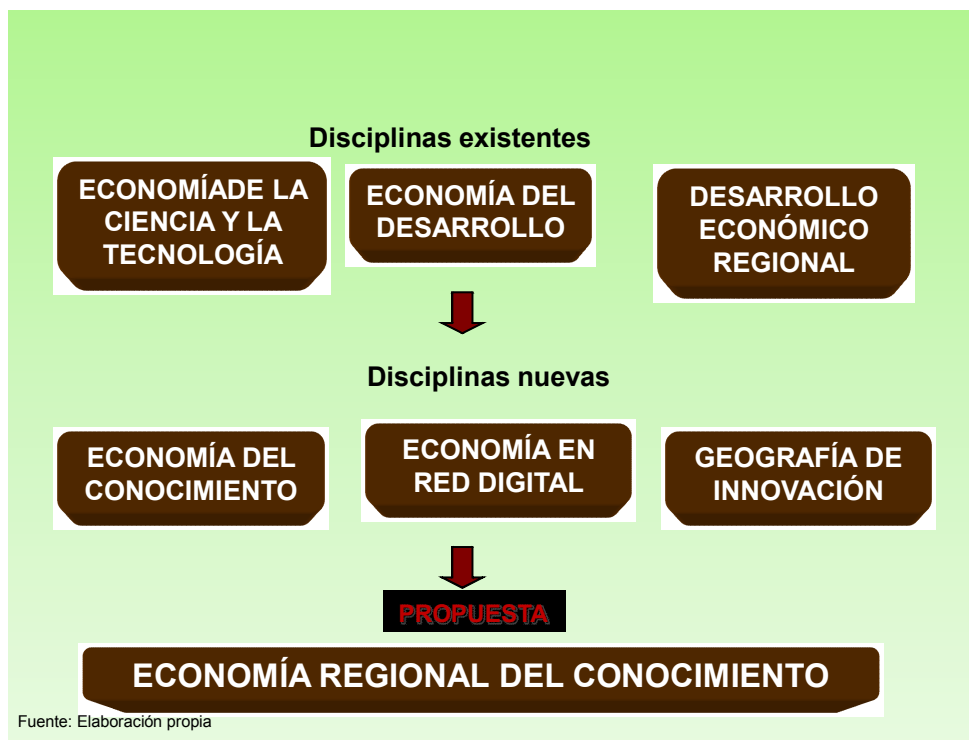 Disciplinas existentes
ECONOMÍADE LA
CIENCIA Y LA
TECNOLOGÍA
ECONOMÍA DEL
DESARROLLO
DESARROLLO
ECONÓMICO
REGIONAL
Disciplinas nuevas
ECONOMÍA DEL
CONOCIMIENTO
ECONOMÍA EN
RED DIGITAL
GEOGRAFÍA DE
INNOVACIÓN
PROPUESTA
ECONOMÍA REGIONAL DEL CONOCIMIENTO
Fuente: Elaboración propia